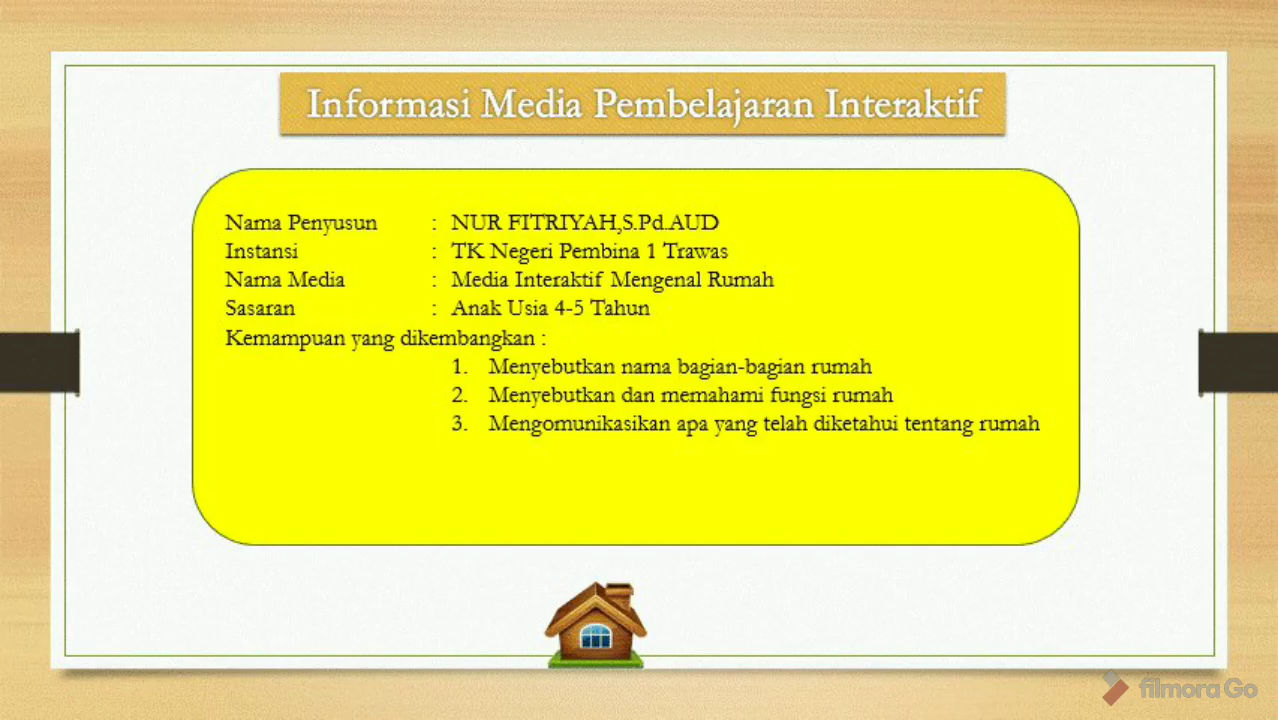 Informasi Media Pembelajaran Interaktif
Nama Penyusun : NUR FITRIYAH,S.Pd.AUD
Instansi : TK Negeri Pembina 1 Trawas
Nama Media : Media Interaktif Mengenal Rumah
Sasaran : Anak Usia 4-5 Tahun
Kemampuan yang dikembangkan :
1. Menyebutkan nama bagian-bagian rumah
2. Menyebutkan dan memahami fungsi rumah
3. Mengomunikasikan apa yang telah diketahui tentang rumah
filmoraGo